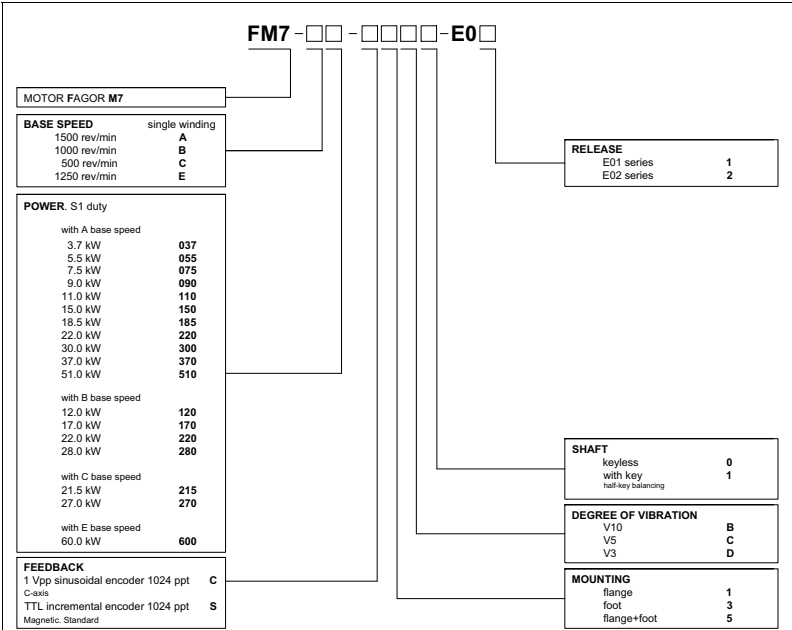 FM7 - □□ - □□□□ - E0□
MOTOR FAGOR M7
BASE SPEED single winding
1500 rev/min A
1000 rev/min B
500 rev/min C
1250 rev/min E
POWER. S1 duty
with A base speed
3.7 kW 037
5.5 kW 055
7.5 kW 075
9.0 kW 090
11.0 kW 110
15.0 kW 150
18.5 kW 185
22.0 kW 220
30.0 kW 300
37.0 kW 370
51.0 kW 510
with B base speed
12.0 kW 120
17.0 kW 170
22.0 kW 220
28.0 kW 280
with C base speed
21.5 kW 215
27.0 kW 270
with E base speed
60.0 kW 600
FEEDBACK
1 Vpp sinusoidal encoder 1024 ppt C
C-axis
TTL incremental encoder 1024 ppt S
Magnetic. Standard
RELEASE
E01 series 1
E02 series 2
SHAFT
keyless 0
with key 1
half-key balancing
DEGREE OF VIBRATION
V10 B
V5 C
V3 D
MOUNTING
flange 1
foot 3
flange+foot 5